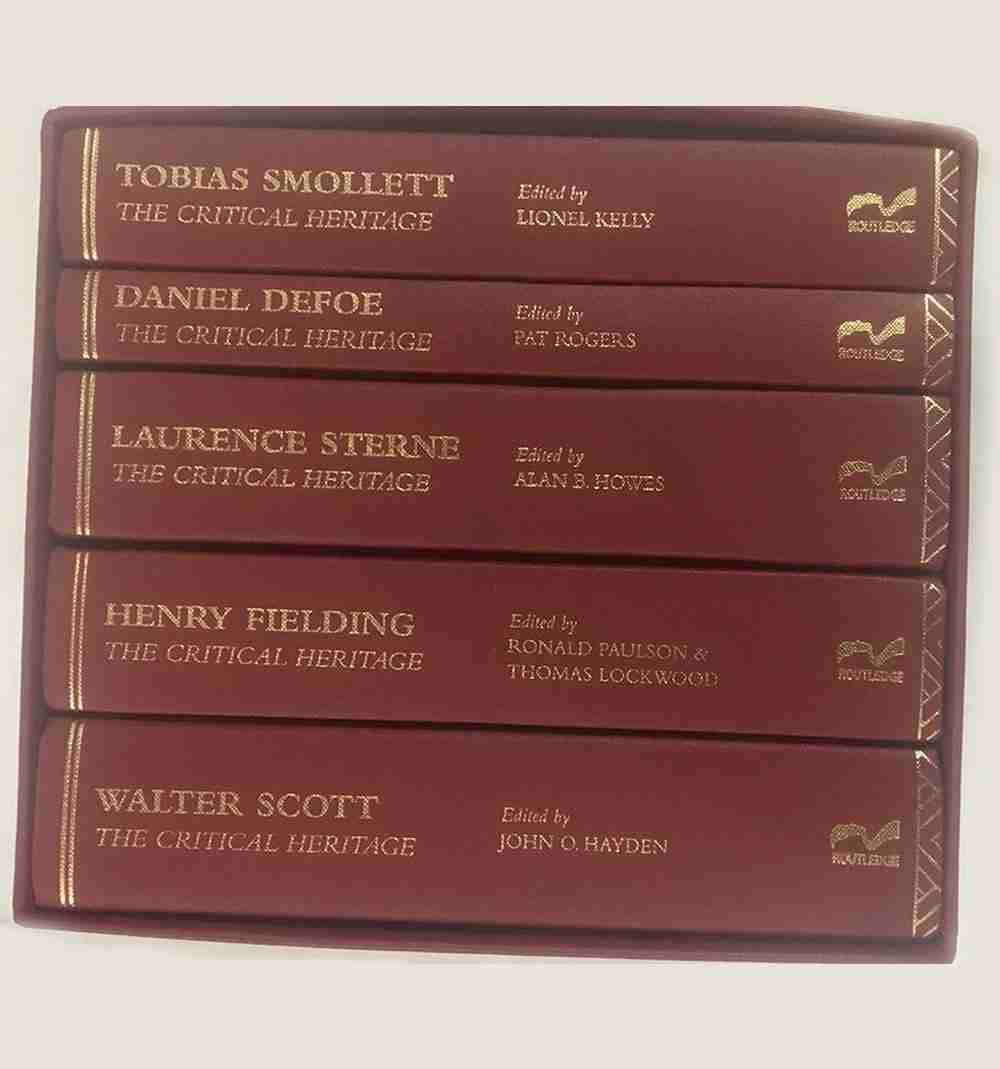 TOBIAS SMOLLETT
THE CRITICAL HERITAGE
Edited by
LIONEL KELLY
ROUTLEDGE
DANIEL DEFOE
THE CRITICAL HERITAGE
Edited by
PAT ROGERS
ROUTLEDGE
LAURENCE STERNE
THE CRITICAL HERITAGE
Edited by
ALAN B. HOWES
ROUTLEDGE
HENRY FIELDING
THE CRITICAL HERITAGE
Edited by
RONALD PAULSON &
THOMAS LOCKWOOD
ROUTLEDGE
WALTER SCOTT
THE CRITICAL HERITAGE
Edited by
JOHN O. HAYDEN
ROUTLEDGE